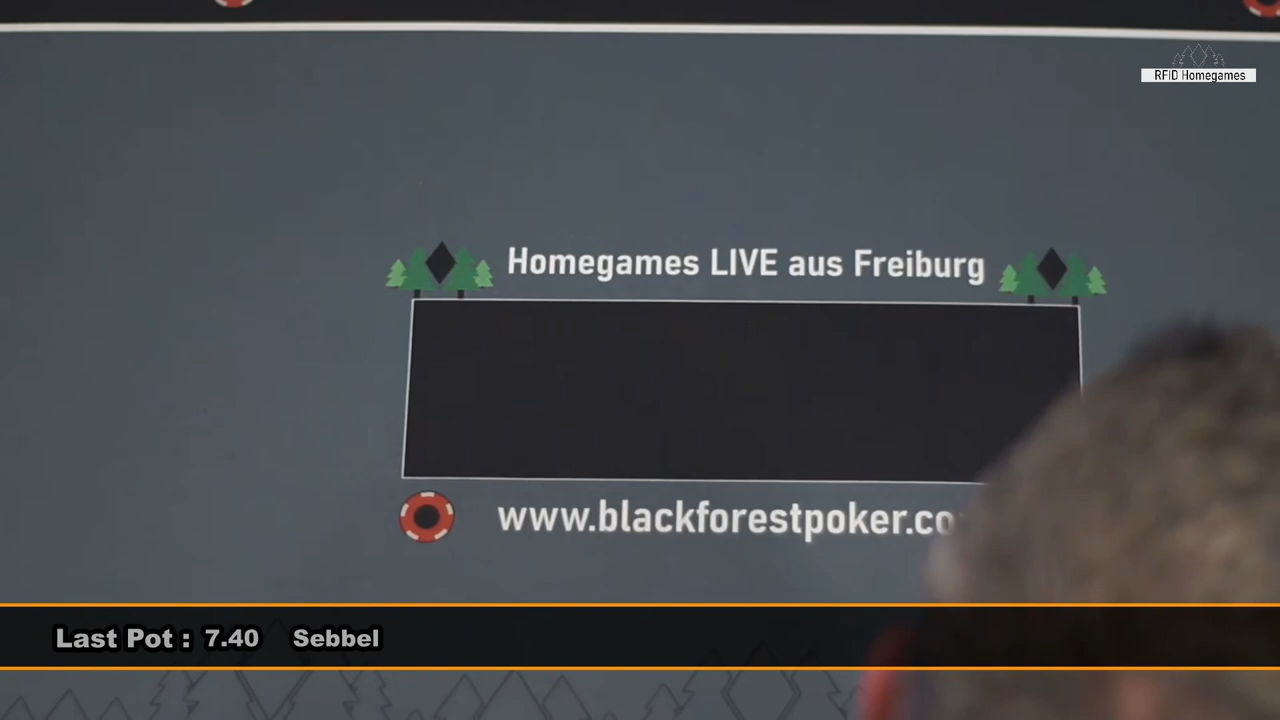 RFID Homegames
Homegames LIVE aus Freiburg
www.blackforestpoker.co
Last Pot : 7.40 Sebbel